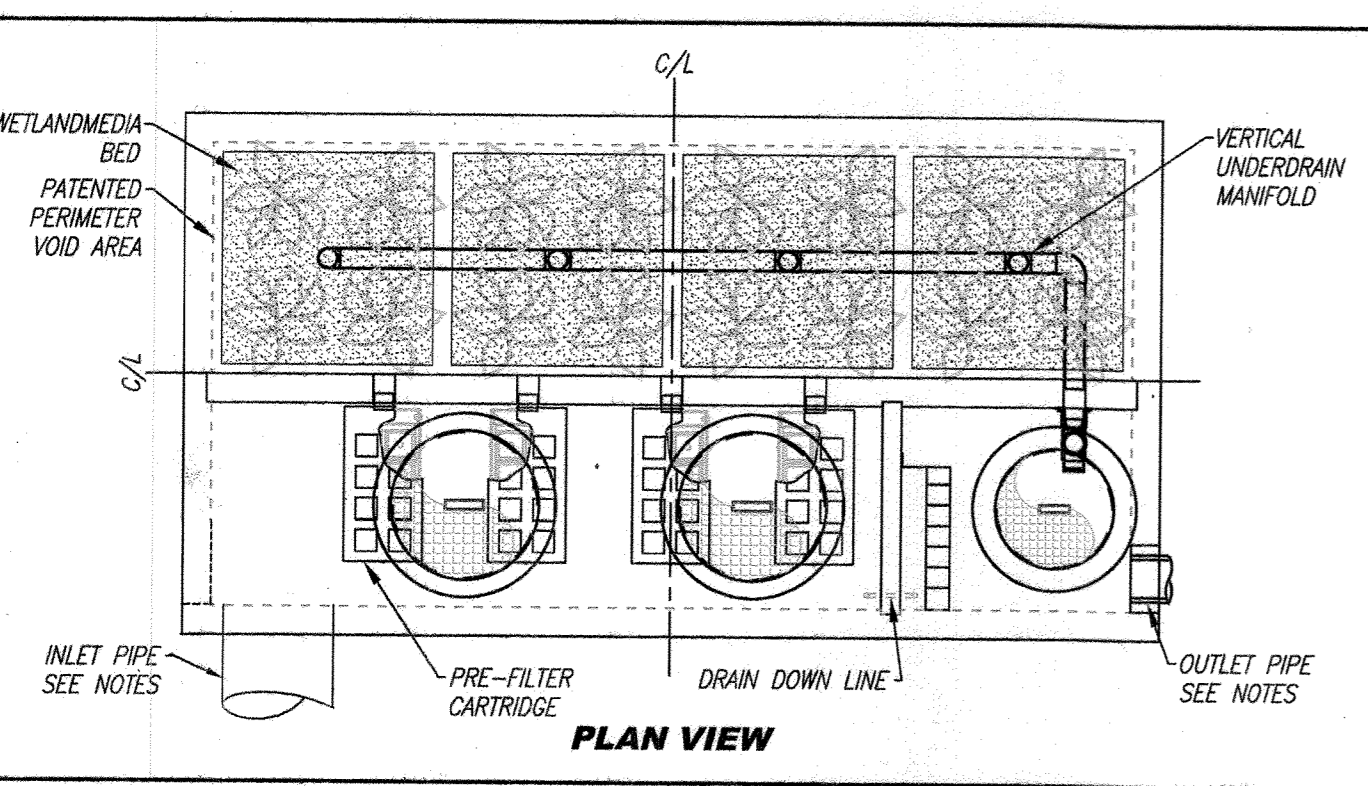 C/L
WETLANDMEDIA
BED
PATENTED
PERIMETER
VOID AREA
VERTICAL
UNDERDRAIN
MANIFOLD
C/L
INLET PIPE
SEE NOTES
PRE-FILTER
CARTRIDGE
DRAIN DOWN LINE
OUTLET PIPE
SEE NOTES
PLAN VIEW